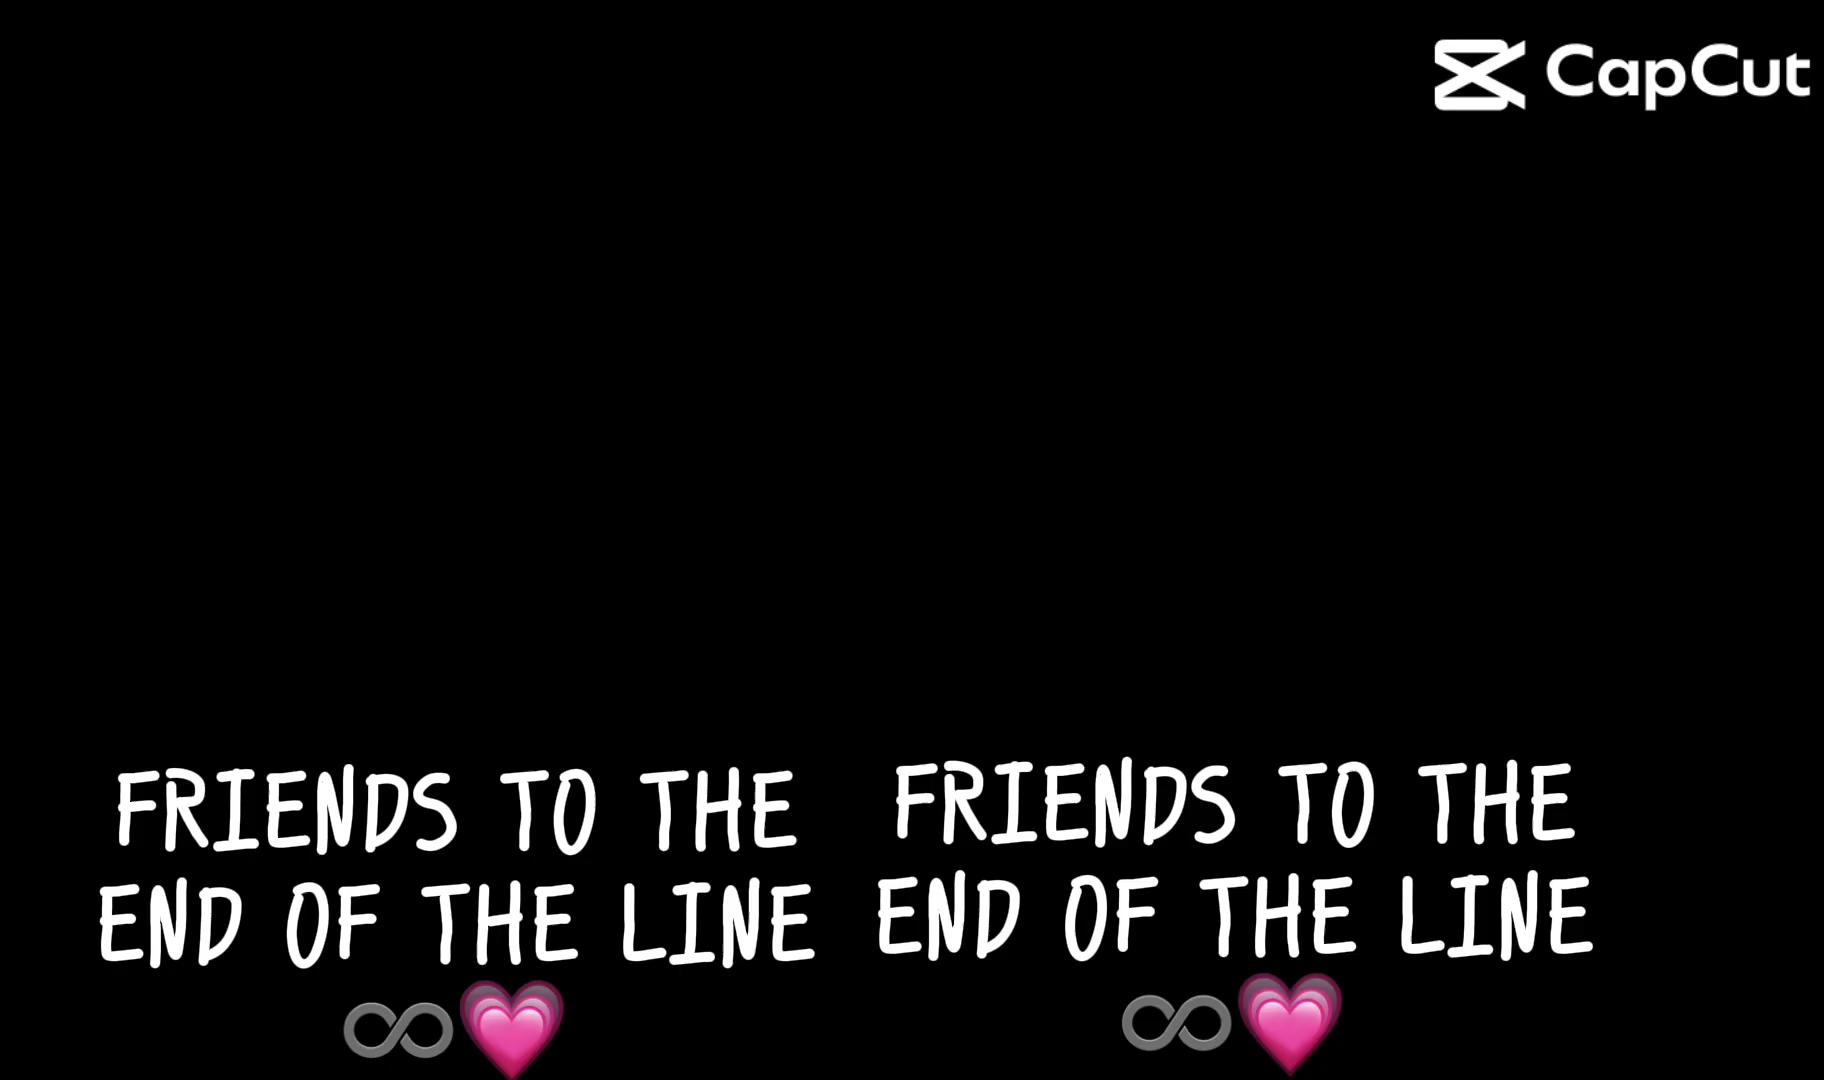 CapCut
FRIENDS TO THE
END OF THE LINE
♾️💗
FRIENDS TO THE
END OF THE LINE
♾️💗